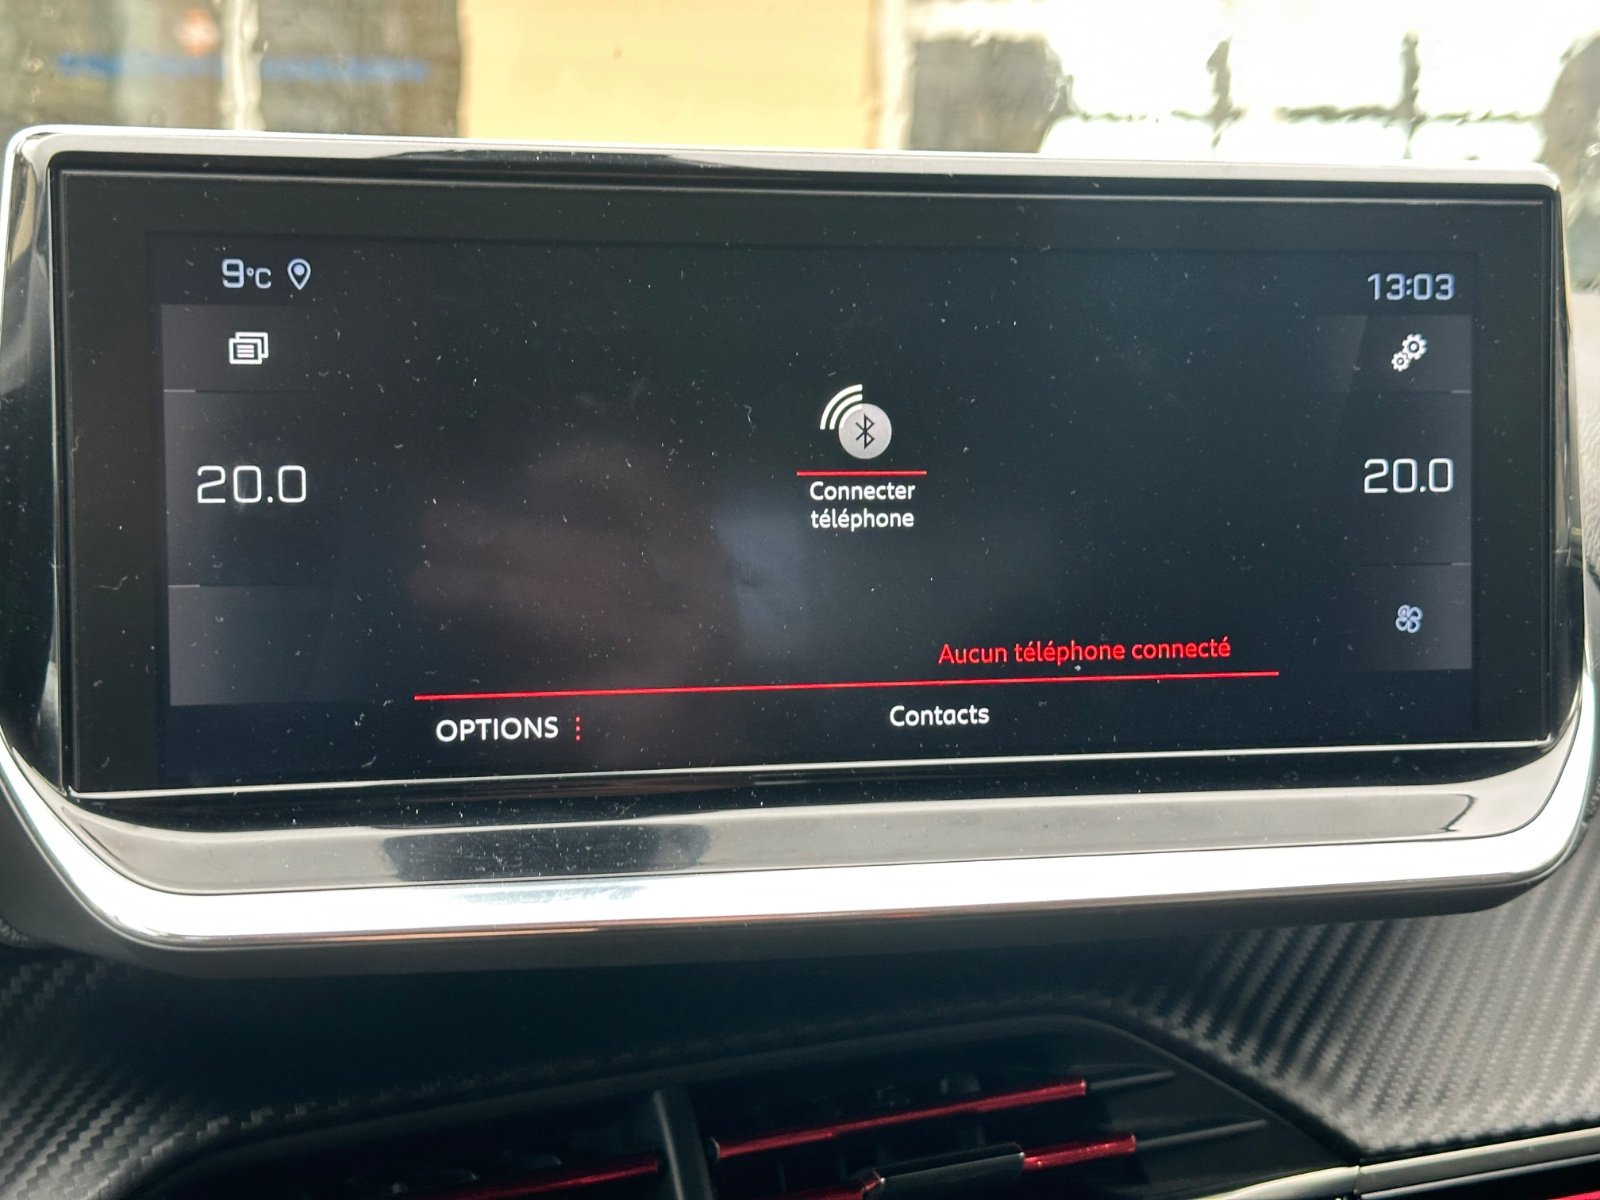 9°C
13:03
20.0
20.0
Connecter
téléphone
Aucun téléphone connecté
OPTIONS
Contacts